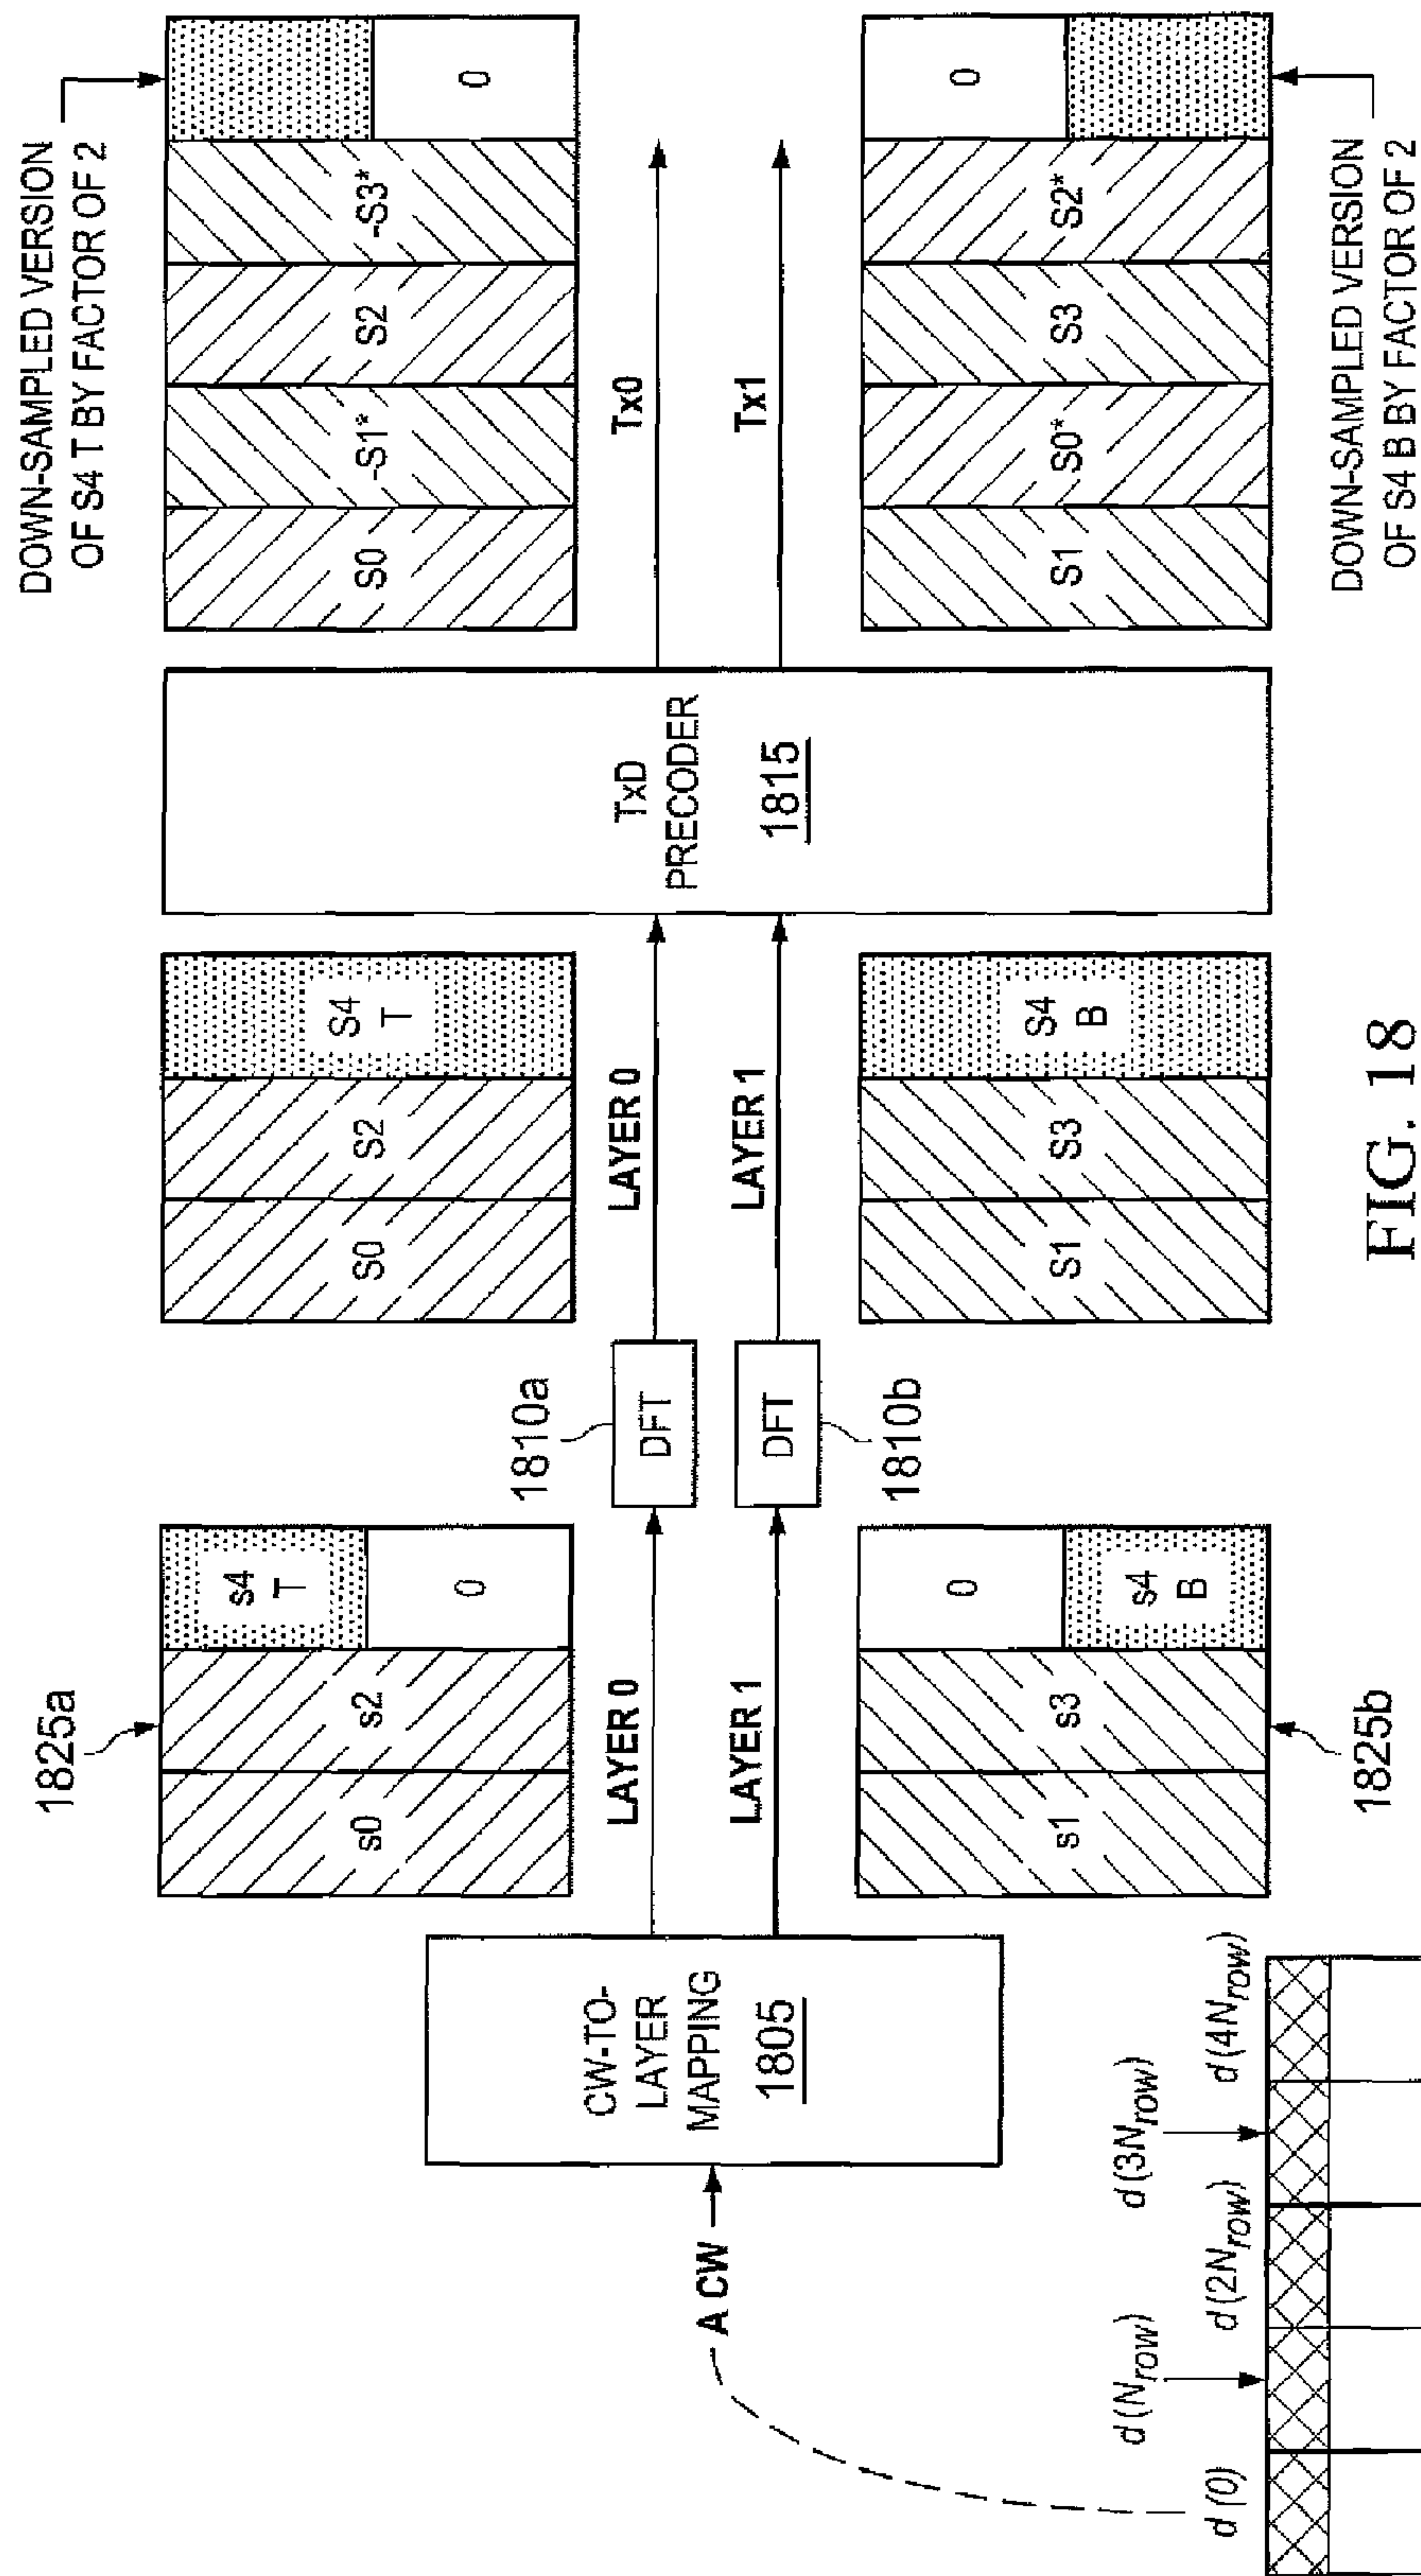 d (0)
d (N_row)
d (2N_row)
d (3N_row)
d (4N_row)
A CW
CW-TO-
LAYER
MAPPING
1805
1825a
s0
s2
s4
T
0
LAYER 0
LAYER 1
s1
s3
0
s4
B
1825b
1810a
DFT
DFT
1810b
S0
S2
S4
T
LAYER 0
LAYER 1
S1
S3
S4
B
TxD
PRECODER
1815
DOWN-SAMPLED VERSION
OF S4 T BY FACTOR OF 2
S0
-S1*
S2
-S3*
0
Tx0
Tx1
S1
S0*
S3
S2*
0
DOWN-SAMPLED VERSION
OF S4 B BY FACTOR OF 2
FIG. 18